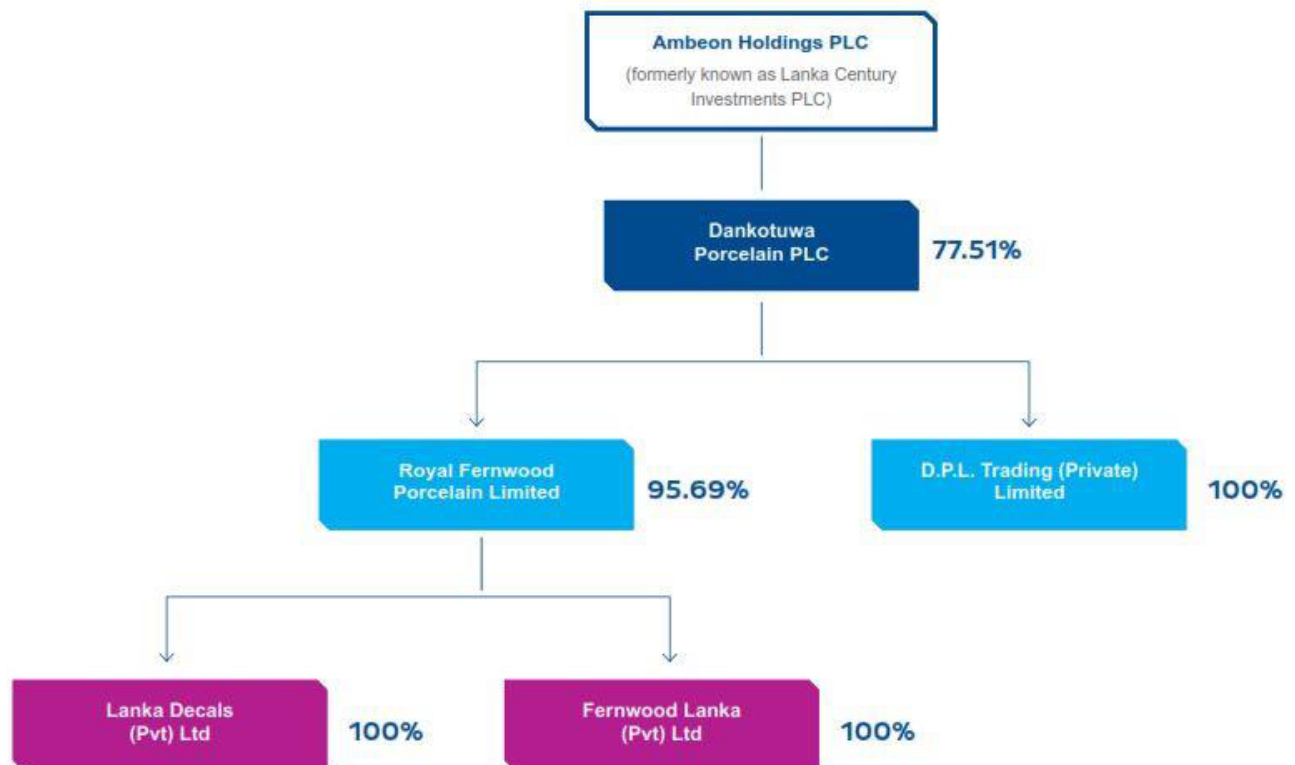 Ambeon Holdings PLC
(formerly known as Lanka Century
Investments PLC)
Dankotuwa
Porcelain PLC
77.51%
Royal Fernwood
Porcelain Limited
95.69%
D.P.L. Trading (Private)
Limited
100%
Lanka Decals
(Pvt) Ltd
100%
Fernwood Lanka
(Pvt) Ltd
100%